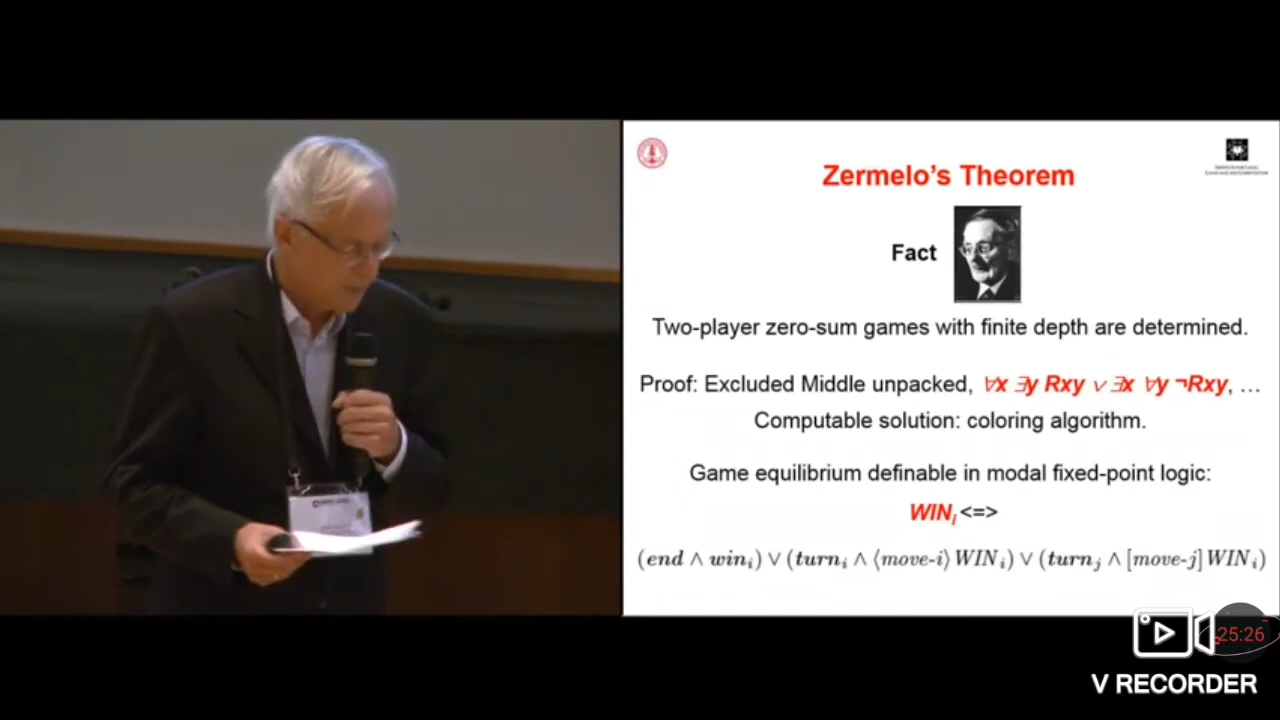 Zermelo's Theorem
Fact
Two-player zero-sum games with finite depth are determined.
Proof: Excluded Middle unpacked, ∀x ∃y Rxy ∨ ∃x ∀y ¬Rxy, …
Computable solution: coloring algorithm.
Game equilibrium definable in modal fixed-point logic:
WINᵢ <=>
(end ∧ winᵢ) ∨ (turnᵢ ∧ ⟨move-i⟩ WINᵢ) ∨ (turnⱼ ∧ [move-j] WINᵢ)
25:26
V RECORDER